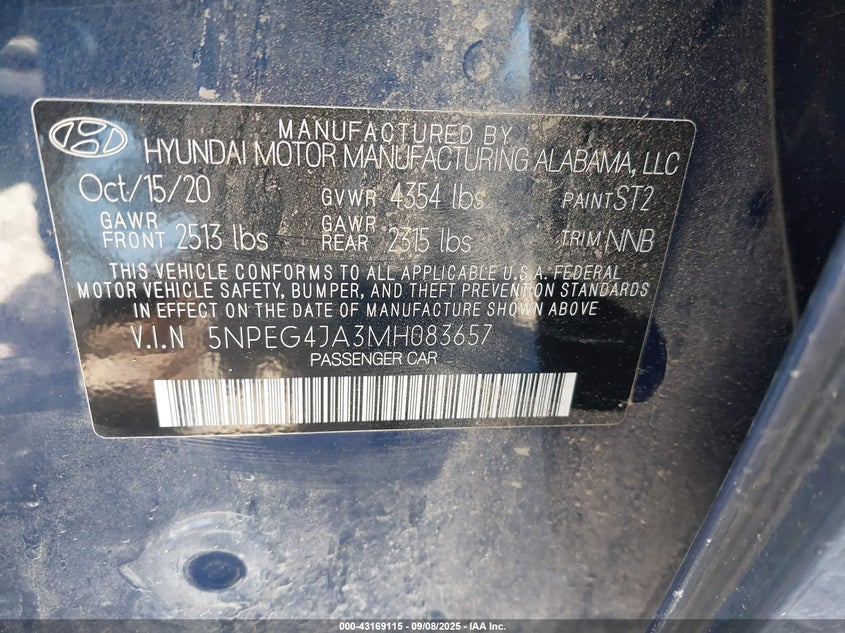 MANUFACTURED BY
HYUNDAI MOTOR MANUFACTURING ALABAMA, LLC
Oct/15/20 GVWR 4354 lbs PAINT ST2
GAWR FRONT 2513 lbs GAWR REAR 2315 lbs TRIM NNB
THIS VEHICLE CONFORMS TO ALL APPLICABLE U.S.A. FEDERAL
MOTOR VEHICLE SAFETY, BUMPER, AND THEFT PREVENTION STANDARDS
IN EFFECT ON THE DATE OF MANUFACTURE SHOWN ABOVE
V.I.N 5NPEG4JA3MH083657
PASSENGER CAR
000-43169115 - 09/08/2025 - IAA Inc.